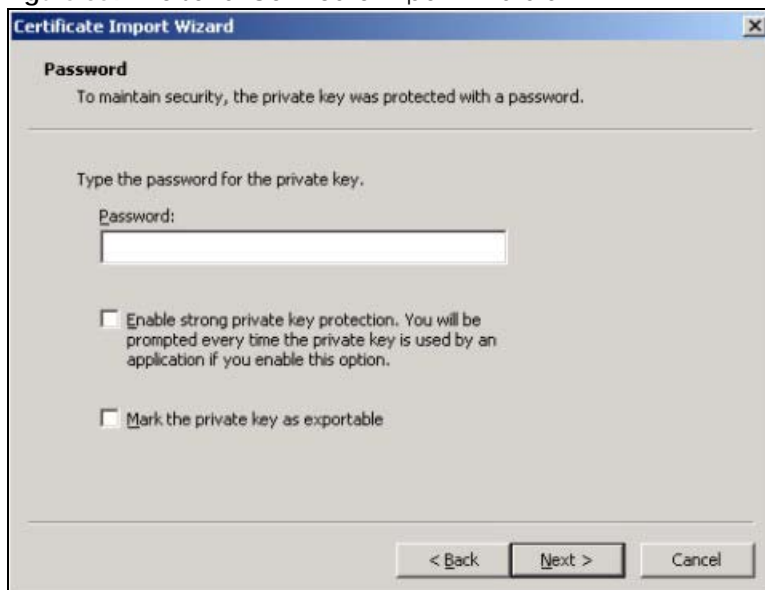 Certificate Import Wizard
Password
To maintain security, the private key was protected with a password.
Type the password for the private key.
Password:
Enable strong private key protection. You will be
prompted every time the private key is used by an
application if you enable this option.
Mark the private key as exportable
< Back
Next >
Cancel